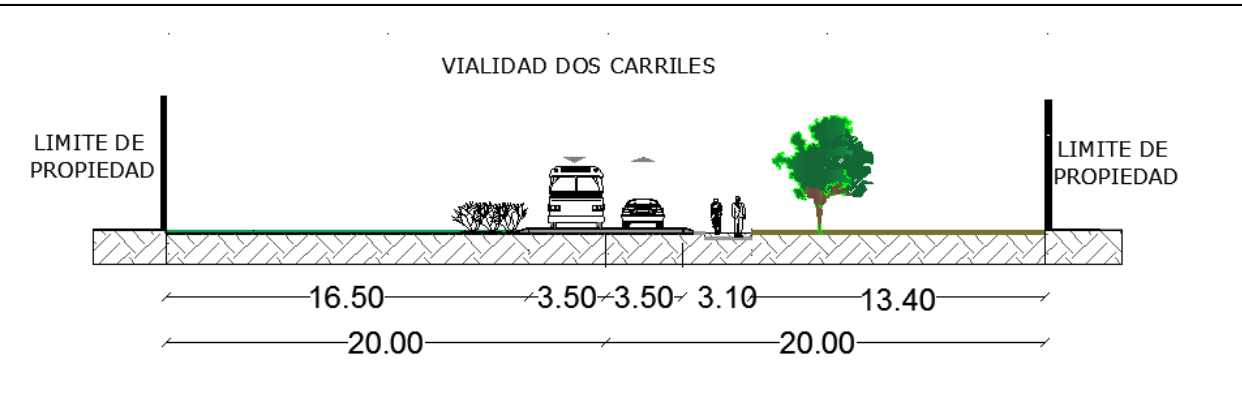 VIALIDAD DOS CARRILES
LIMITE DE
PROPIEDAD
LIMITE DE
PROPIEDAD
16.50 3.50 3.50 3.10 13.40
20.00 20.00